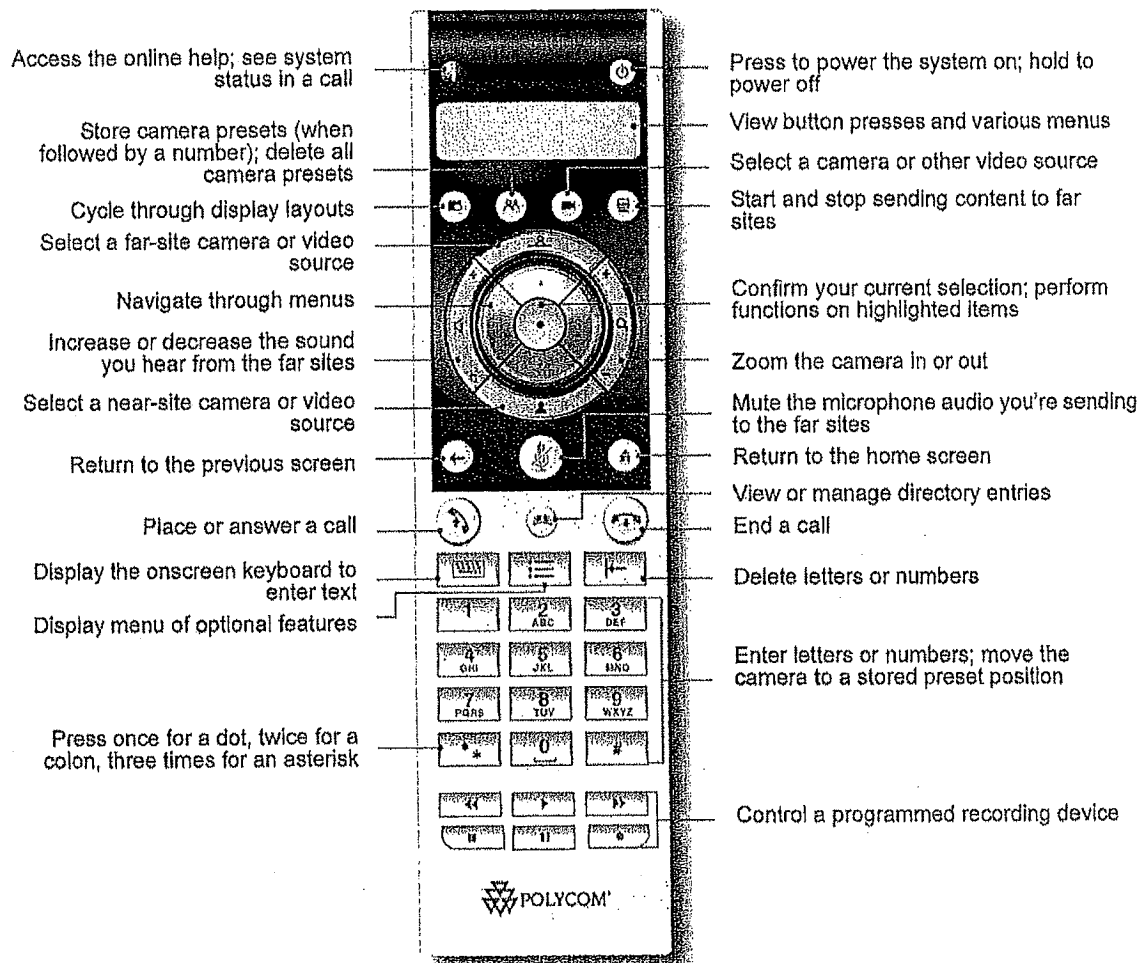 Access the online help; see system
status in a call
Store camera presets (when
followed by a number); delete all
camera presets
Cycle through display layouts
Select a far-site camera or video
source
Navigate through menus
Increase or decrease the sound
you hear from the far sites
Select a near-site camera or video
source
Return to the previous screen
Place or answer a call
Display the onscreen keyboard to
enter text
Display menu of optional features
Press once for a dot, twice for a
colon, three times for an asterisk
Press to power the system on; hold to
power off
View button presses and various menus
Select a camera or other video source
Start and stop sending content to far
sites
Confirm your current selection; perform
functions on highlighted items
Zoom the camera in or out
Mute the microphone audio you're sending
to the far sites
Return to the home screen
View or manage directory entries
End a call
Delete letters or numbers
Enter letters or numbers; move the
camera to a stored preset position
Control a programmed recording device
1 2 3
ABC DEF
4 5 6
GHI JKL MNO
7 8 9
PQRS TUV WXYZ
* 0 #
POLYCOM